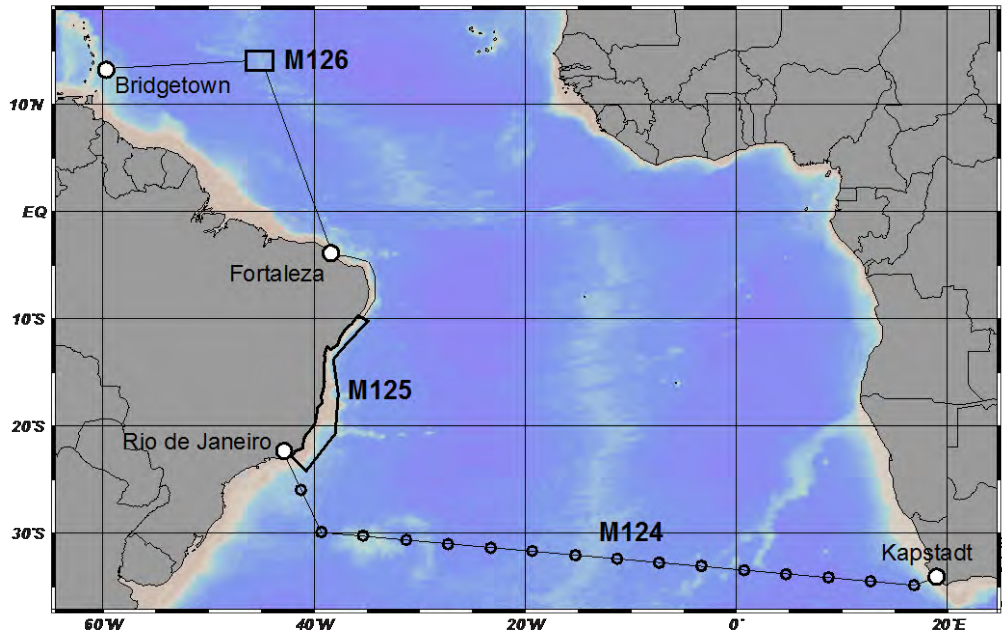 M126
Bridgetown
10°N
EQ
Fortaleza
10°S
M125
20°S
Rio de Janeiro
30°S
M124
Kapstadt
60°W
40°W
20°W
0°
20°E